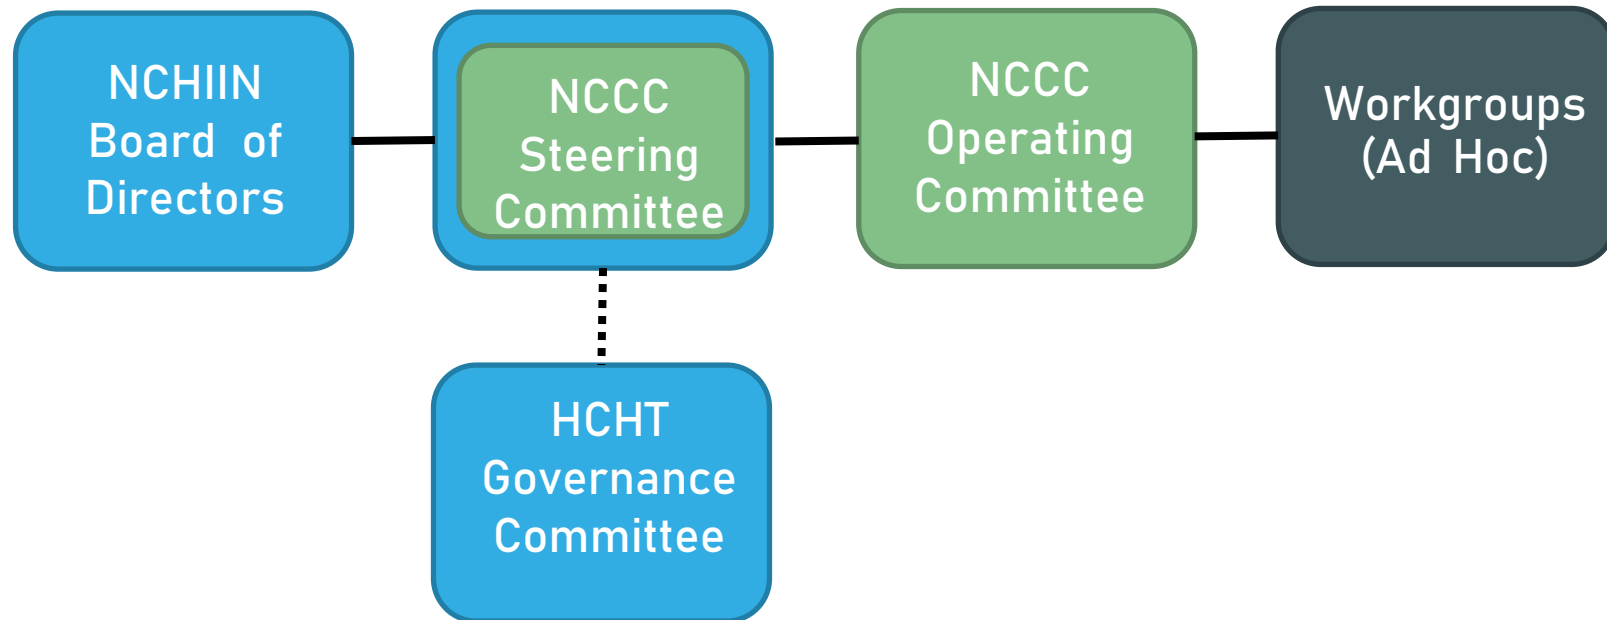 NCHIIN
Board of
Directors
NCCC
Steering
Committee
NCCC
Operating
Committee
Workgroups
(Ad Hoc)
HCHT
Governance
Committee